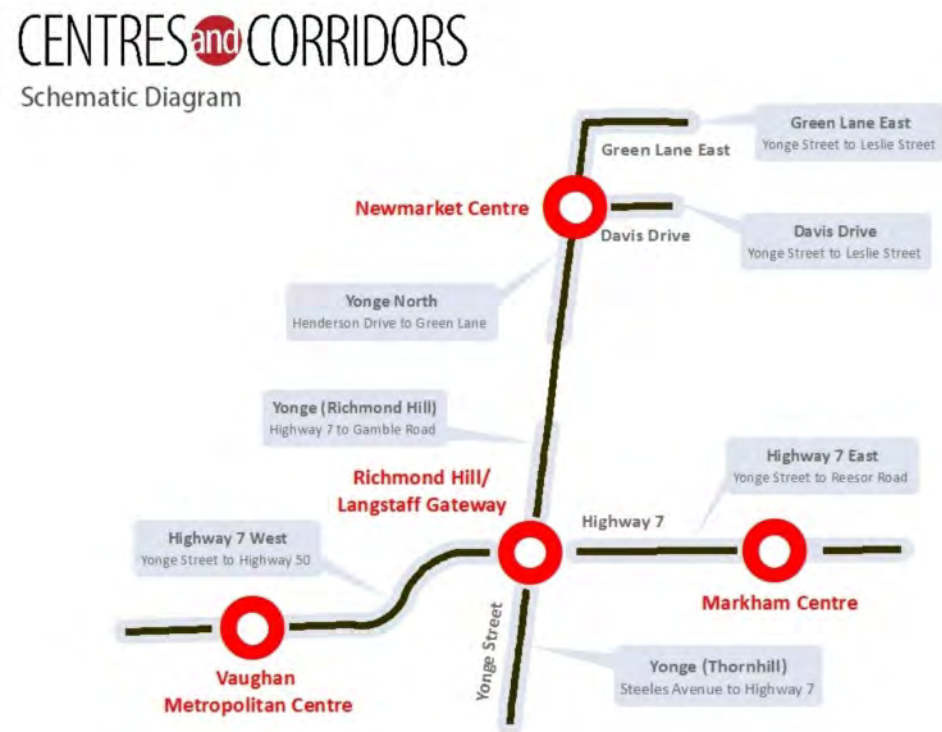 CENTRES and CORRIDORS
Schematic Diagram
Green Lane East
Yonge Street to Leslie Street
Green Lane East
Newmarket Centre
Davis Drive
Yonge Street to Leslie Street
Davis Drive
Yonge North
Henderson Drive to Green Lane
Yonge (Richmond Hill)
Highway 7 to Gamble Road
Highway 7 East
Yonge Street to Reesor Road
Richmond Hill/
Langstaff Gateway
Highway 7
Highway 7 West
Yonge Street to Highway 50
Markham Centre
Yonge Street
Vaughan
Metropolitan Centre
Yonge (Thornhill)
Steeles Avenue to Highway 7